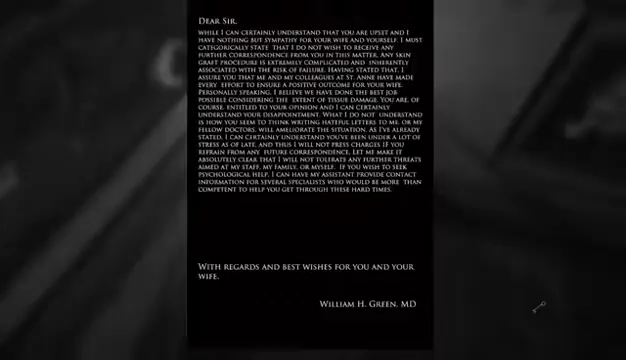 Dear Sir,
while I can certainly understand that you are upset and I
have nothing but sympathy for your wife and yourself, I must
categorically state that I do not wish to receive any
further correspondence from you in this matter. Any skin
graft procedure is extremely complicated and inherently
associated with the risk of failure. Having stated that, I
assure you that me and my colleagues at St. Anne have made
every effort to ensure a positive outcome for your wife.
Personally speaking, I believe we have done the best job
possible considering the extent of tissue damage. You are, of
course, entitled to your opinion and I can certainly
understand your disappointment. What I do not understand
is how you seem to think writing hateful letters to me, or my
fellow doctors, will ameliorate the situation. As I've already
stated, I can certainly understand you've been under a lot of
stress as of late, and thus I will not press charges if you
refrain from any future correspondence. Let me make it
absolutely clear that I will not tolerate any further threats
aimed at my staff, my family, or myself. If you wish to seek
psychological help, I can have my assistant provide contact
information for several specialists who would be more than
competent to help you get through these hard times.
With regards and best wishes for you and your
wife,
William H. Green, MD